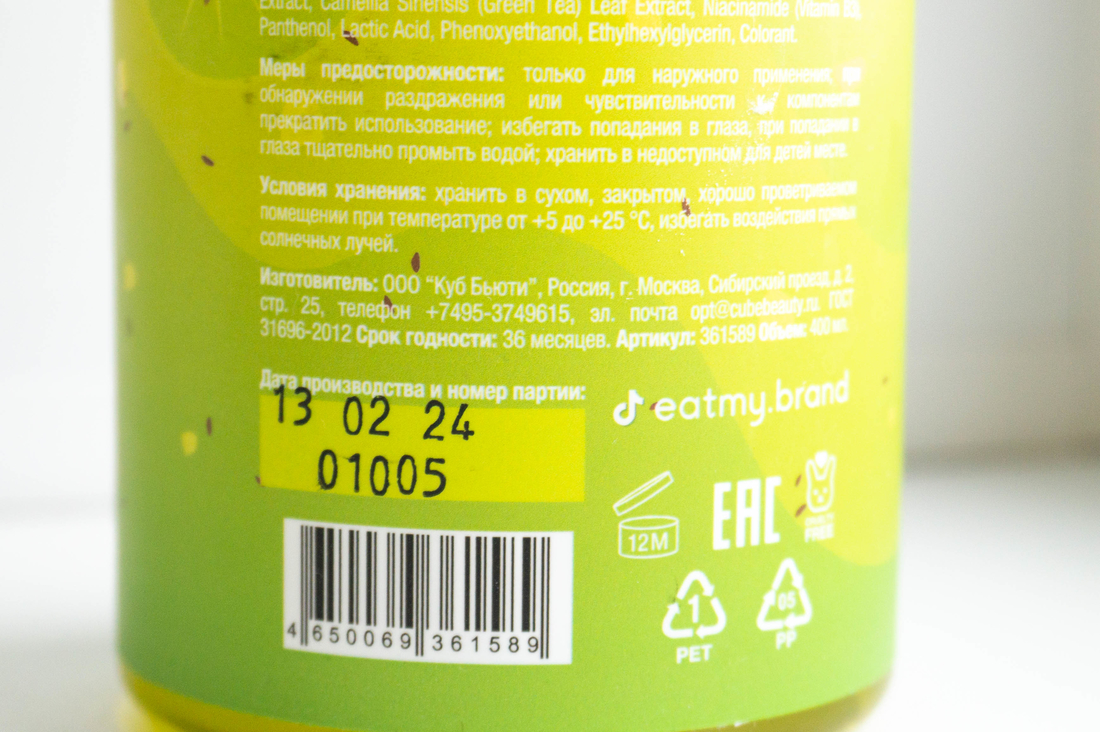 Extract, Camellia Sinensis (Green Tea) Leaf Extract, Niacinamide (Vitamin B3),
Panthenol, Lactic Acid, Phenoxyethanol, Ethylhexylglycerin, Colorant.
Меры предосторожности: только для наружного применения; при
обнаружении раздражения или чувствительности к компонентам
прекратить использование; избегать попадания в глаза, при попадании в
глаза тщательно промыть водой; хранить в недоступном для детей месте.
Условия хранения: хранить в сухом, закрытом, хорошо проветриваемом
помещении при температуре от +5 до +25 °C, избегать воздействия прямых
солнечных лучей.
Изготовитель: ООО “Куб Бьюти”, Россия, г. Москва, Сибирский проезд, д. 2,
стр. 25, телефон +7495-3749615, эл. почта opt@cubebeauty.ru. ГОСТ
31696-2012 Срок годности: 36 месяцев. Артикул: 361589 Объем: 400 мл.
Дата производства и номер партии:
13 02 24
01005
eatmy.brand
12M
EAC
CRUELTY
FREE
1
PET
05
PP
4 650069 361589